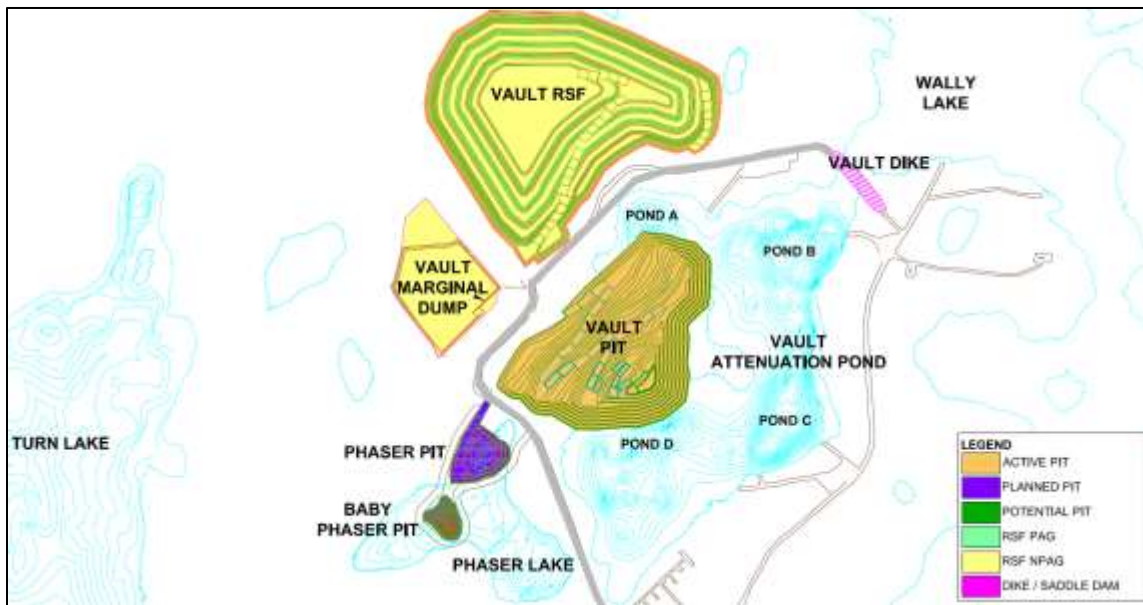 VAULT RSF
WALLY
LAKE
VAULT DIKE
POND A
POND B
VAULT
MARGINAL
DUMP
VAULT
PIT
VAULT
ATTENUATION POND
POND C
TURN LAKE
PHASER PIT
POND D
BABY
PHASER PIT
PHASER LAKE
LEGEND
ACTIVE PIT
PLANNED PIT
POTENTIAL PIT
RSF PAG
RSF NPAG
DIKE / SADDLE DAM